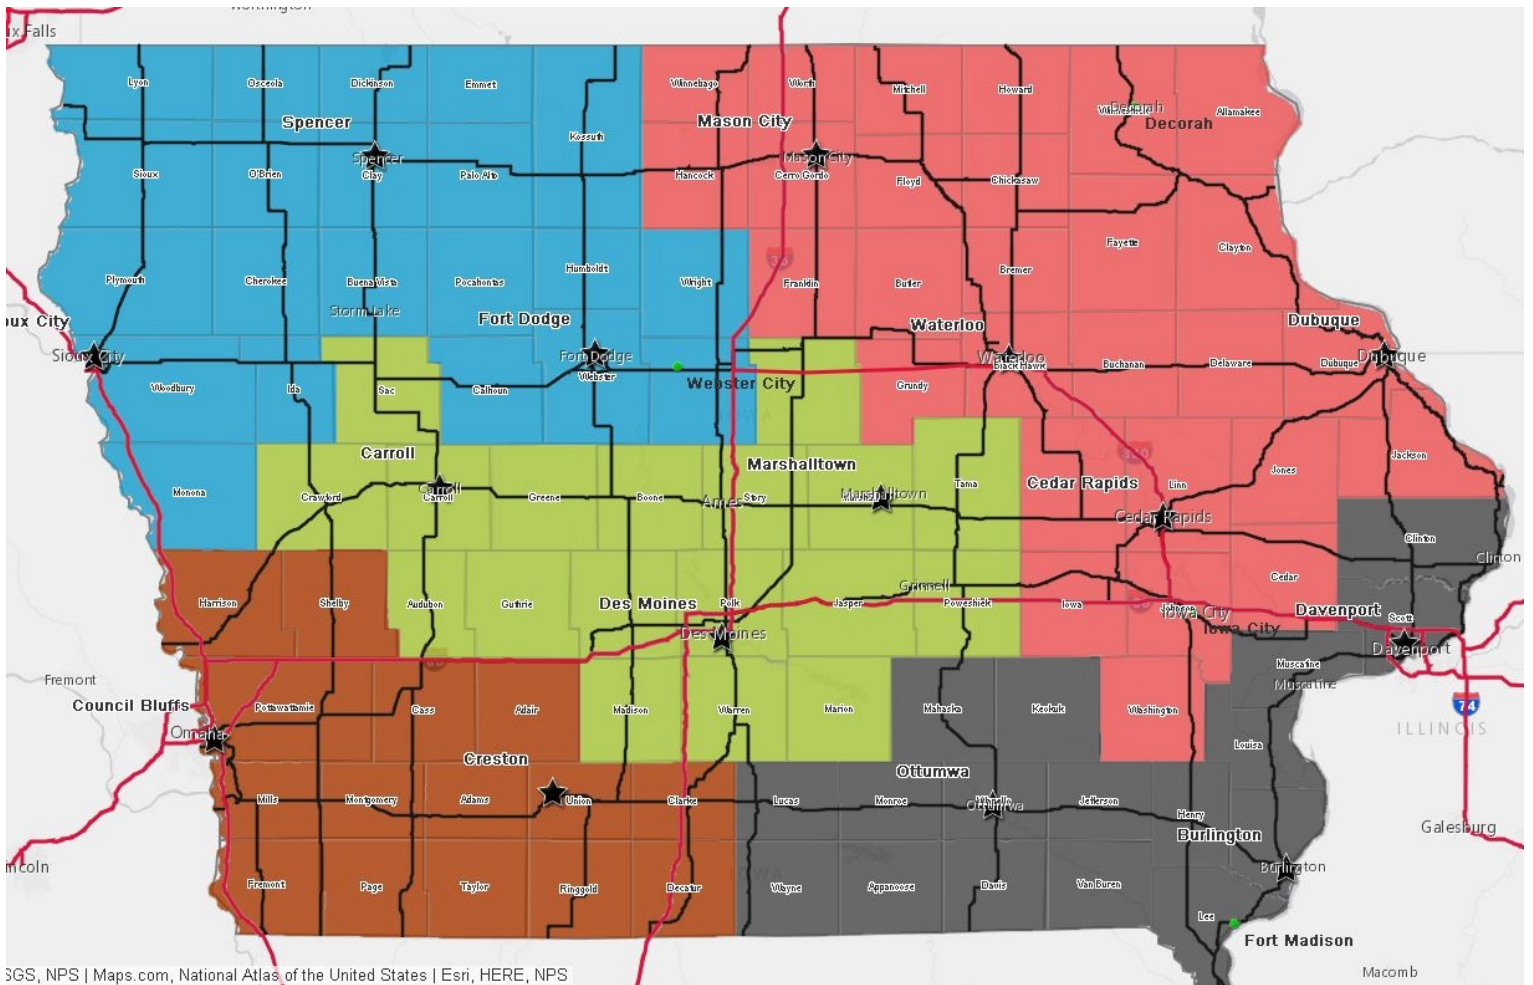 Worthington
ux Falls
Lyon
Osceola
Dickinson
Emmet
Winnebago
Worth
Mitchell
Howard
Decorah
Allamakee
Spencer
Kossuth
Mason City
Decorah
Spencer
Mason City
Sioux
O'Brien
Clay
Palo Alto
Hancock
Cerro Gordo
Floyd
Chickasaw
Fayette
Clayton
35
Plymouth
Cherokee
Buena Vista
Pocahontas
Humboldt
Wright
Franklin
Butler
Bremer
Storm Lake
oux City
Fort Dodge
Waterloo
Dubuque
Sioux City
Fort Dodge
Waterloo
Dubuque
Woodbury
Ida
Sac
Calhoun
Webster
Webster City
Grundy
Black Hawk
Buchanan
Delaware
Dubuque
IOWA
Carroll
Marshalltown
Jackson
Monona
Crawford
Carroll
Carroll
Greene
Boone
Ames
Story
Marshalltown
Tama
Cedar Rapids
Linn
Jones
Cedar Rapids
Clinton
Clinton
Harrison
Shelby
Audubon
Guthrie
Des Moines
Polk
Jasper
Grinnell
Poweshiek
Iowa
Johnson
Iowa City
Cedar
Davenport
Scott
Des Moines
Iowa City
Davenport
Fremont
Muscatine
Muscatine
Council Bluffs
Pottawattamie
Cass
Adair
Madison
Warren
Marion
Mahaska
Keokuk
Washington
74
ILLINOIS
Omaha
Louisa
Creston
Ottumwa
Mills
Montgomery
Adams
Union
Clarke
Lucas
Monroe
Ottumwa
Jefferson
Henry
Burlington
Galesburg
incoln
Burlington
IOWA
Fremont
Page
Taylor
Ringgold
Decatur
Wayne
Appanoose
Davis
Van Buren
Lee
Fort Madison
SGS, NPS | Maps.com, National Atlas of the United States | Esri, HERE, NPS
Macomb